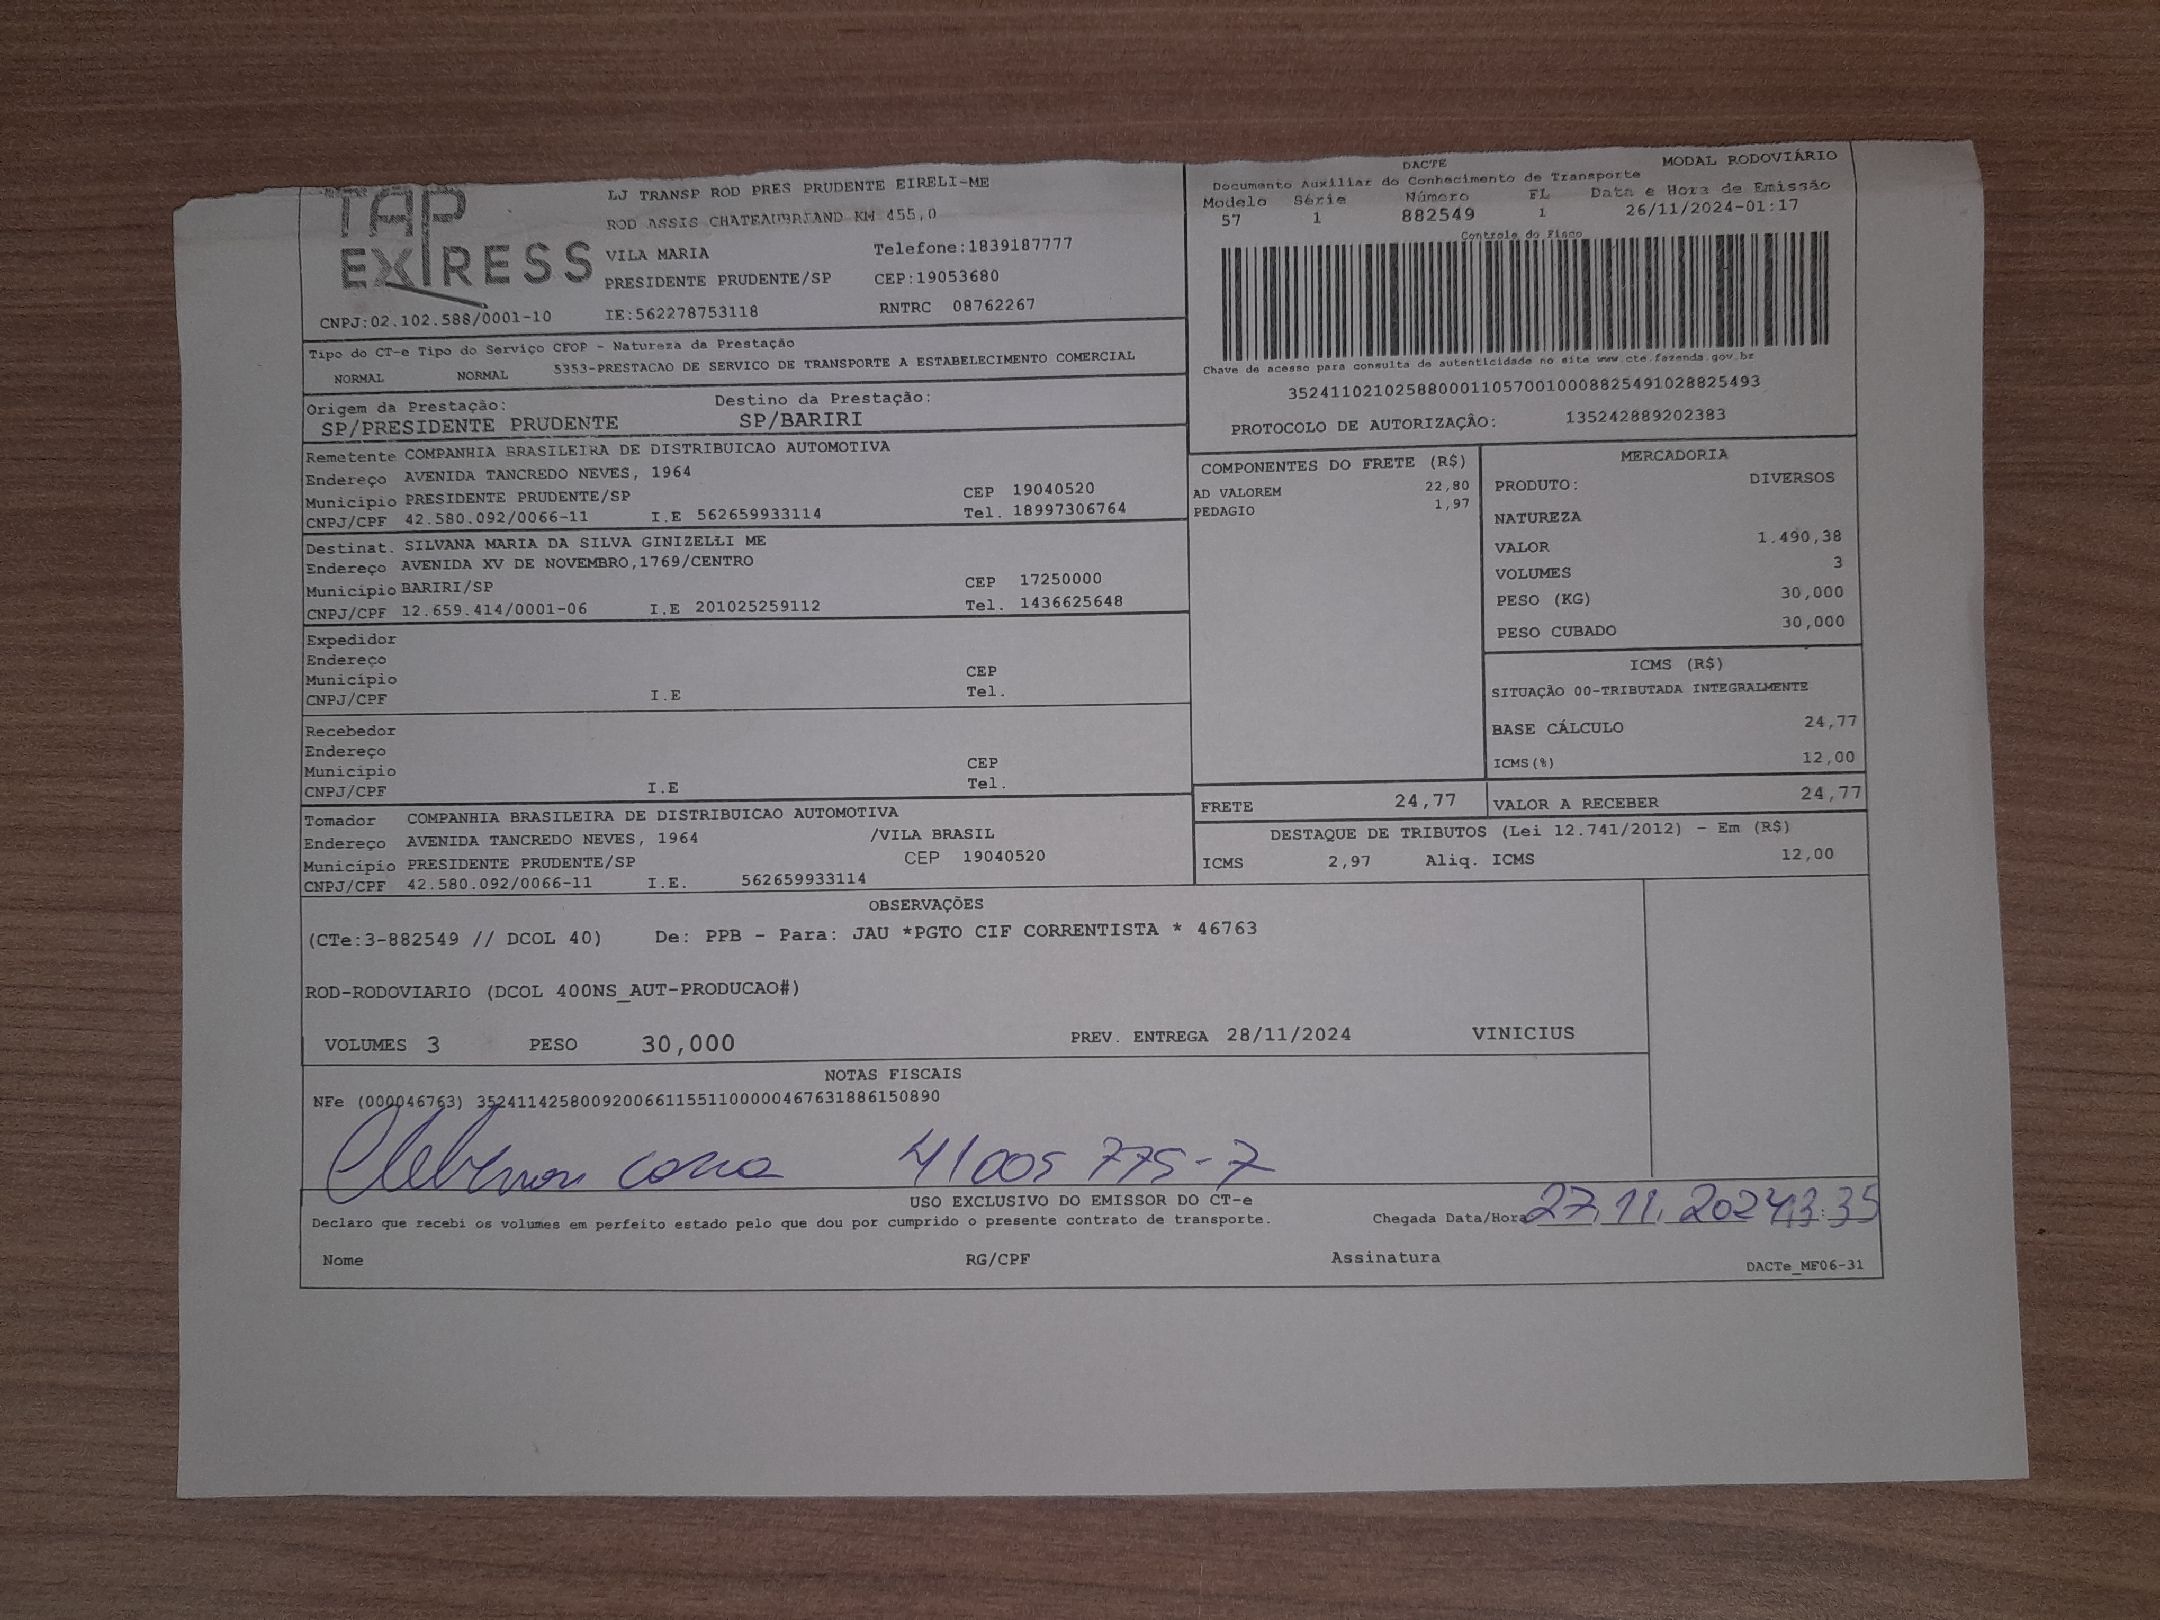 TAP
EXPRESS
CNPJ:02.102.588/0001-10
LJ TRANSP ROD PRES PRUDENTE EIRELI-ME
ROD ASSIS CHATEAUBRIAND KM 455,0
VILA MARIA Telefone:1839187777
PRESIDENTE PRUDENTE/SP CEP:19053680
IE:562278753118 RNTRC 08762267
DACTE MODAL RODOVIÁRIO
Documento Auxiliar do Conhecimento de Transporte
Modelo Série Número FL Data e Hora de Emissão
57 1 882549 1 26/11/2024-01:17
Controle do Fisco
Chave de acesso para consulta de autenticidade no site www.cte.fazenda.gov.br
35241102102588000110570010008825491028825493
PROTOCOLO DE AUTORIZAÇÂO: 135242889202383
Tipo do CT-e Tipo do Serviço CFOP - Natureza da Prestação
NORMAL NORMAL 5353-PRESTACAO DE SERVICO DE TRANSPORTE A ESTABELECIMENTO COMERCIAL
Origem da Prestação: Destino da Prestação:
SP/PRESIDENTE PRUDENTE SP/BARIRI
Remetente COMPANHIA BRASILEIRA DE DISTRIBUICAO AUTOMOTIVA
Endereço AVENIDA TANCREDO NEVES, 1964
Município PRESIDENTE PRUDENTE/SP CEP 19040520
CNPJ/CPF 42.580.092/0066-11 I.E 562659933114 Tel. 18997306764
Destinat. SILVANA MARIA DA SILVA GINIZELLI ME
Endereço AVENIDA XV DE NOVEMBRO,1769/CENTRO
Município BARIRI/SP CEP 17250000
CNPJ/CPF 12.659.414/0001-06 I.E 201025259112 Tel. 1436625648
Expedidor
Endereço
Município CEP
CNPJ/CPF I.E Tel.
Recebedor
Endereço
Município CEP
CNPJ/CPF I.E Tel.
Tomador COMPANHIA BRASILEIRA DE DISTRIBUICAO AUTOMOTIVA
Endereço AVENIDA TANCREDO NEVES, 1964 /VILA BRASIL
Município PRESIDENTE PRUDENTE/SP CEP 19040520
CNPJ/CPF 42.580.092/0066-11 I.E. 562659933114
COMPONENTES DO FRETE (R$)
AD VALOREM 22,80
PEDAGIO 1,97
MERCADORIA
PRODUTO: DIVERSOS
NATUREZA
VALOR 1.490,38
VOLUMES 3
PESO (KG) 30,000
PESO CUBADO 30,000
ICMS (R$)
SITUAÇÃO 00-TRIBUTADA INTEGRALMENTE
BASE CÁLCULO 24,77
ICMS(%) 12,00
FRETE 24,77 VALOR A RECEBER 24,77
DESTAQUE DE TRIBUTOS (Lei 12.741/2012) - Em (R$)
ICMS 2,97 Aliq. ICMS 12,00
OBSERVAÇÕES
(CTe:3-882549 // DCOL 40) De: PPB - Para: JAU *PGTO CIF CORRENTISTA * 46763
ROD-RODOVIARIO (DCOL 400NS_AUT-PRODUCAO#)
VOLUMES 3 PESO 30,000 PREV. ENTREGA 28/11/2024 VINICIUS
NOTAS FISCAIS
NFe (000046763) 35241142580092006611551100000467631886150890
41005 775-7
USO EXCLUSIVO DO EMISSOR DO CT-e
Declaro que recebi os volumes em perfeito estado pelo que dou por cumprido o presente contrato de transporte. Chegada Data/Hora 27.11.2024 13:35
Nome RG/CPF Assinatura DACTe_MF06-31